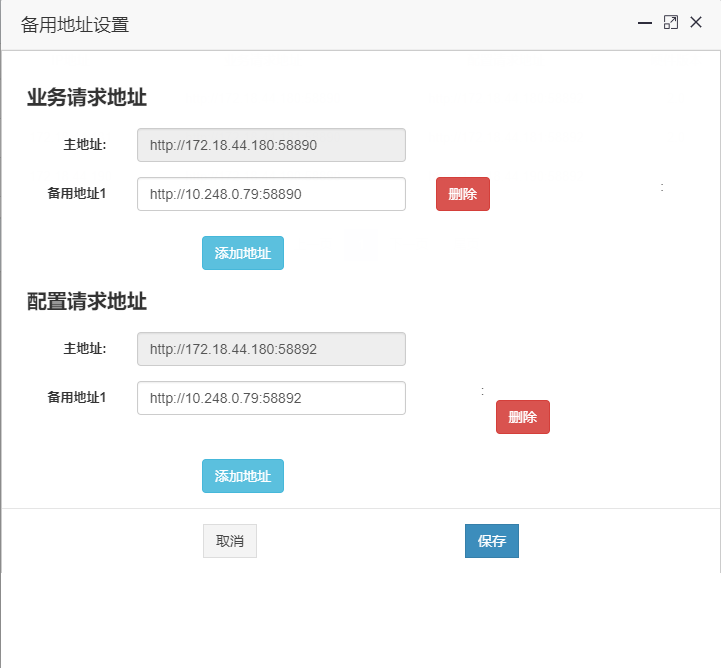 备用地址设置
业务请求地址
主地址: http://172.18.44.180:58890
备用地址1 http://10.248.0.79:58890 删除 :
添加地址
配置请求地址
主地址: http://172.18.44.180:58892
备用地址1 http://10.248.0.79:58892 :
删除
添加地址
取消 保存